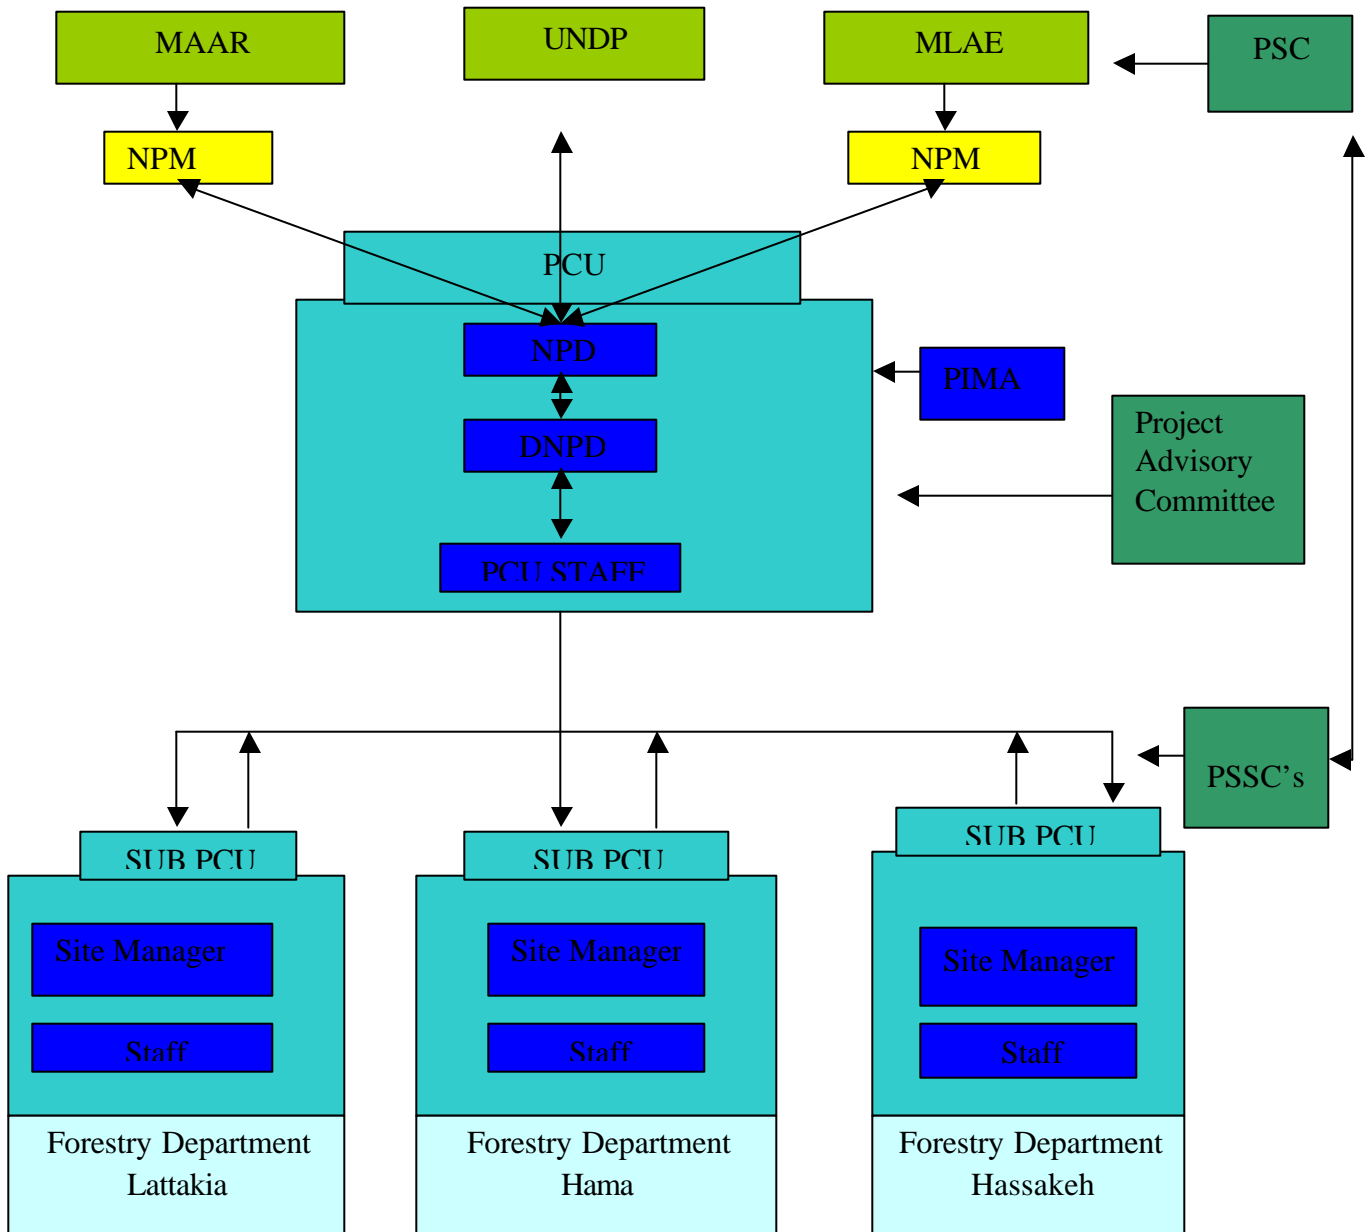 MAAR
UNDP
MLAE
PSC
NPM
NPM
PCU
NPD
PIMA
DNPD
Project
Advisory
Committee
PCU STAFF
PSSC’s
SUB PCU
SUB PCU
SUB PCU
Site Manager
Site Manager
Site Manager
Staff
Staff
Staff
Forestry Department
Lattakia
Forestry Department
Hama
Forestry Department
Hassakeh